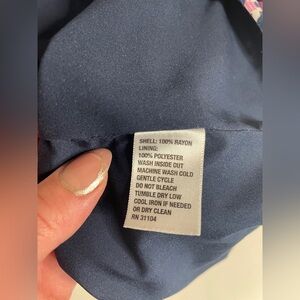 SHELL: 100% RAYON
LINING:
100% POLYESTER
WASH INSIDE OUT
MACHINE WASH COLD
GENTLE CYCLE
DO NOT BLEACH
TUMBLE DRY LOW
COOL IRON IF NEEDED
OR DRY CLEAN
RN 31104